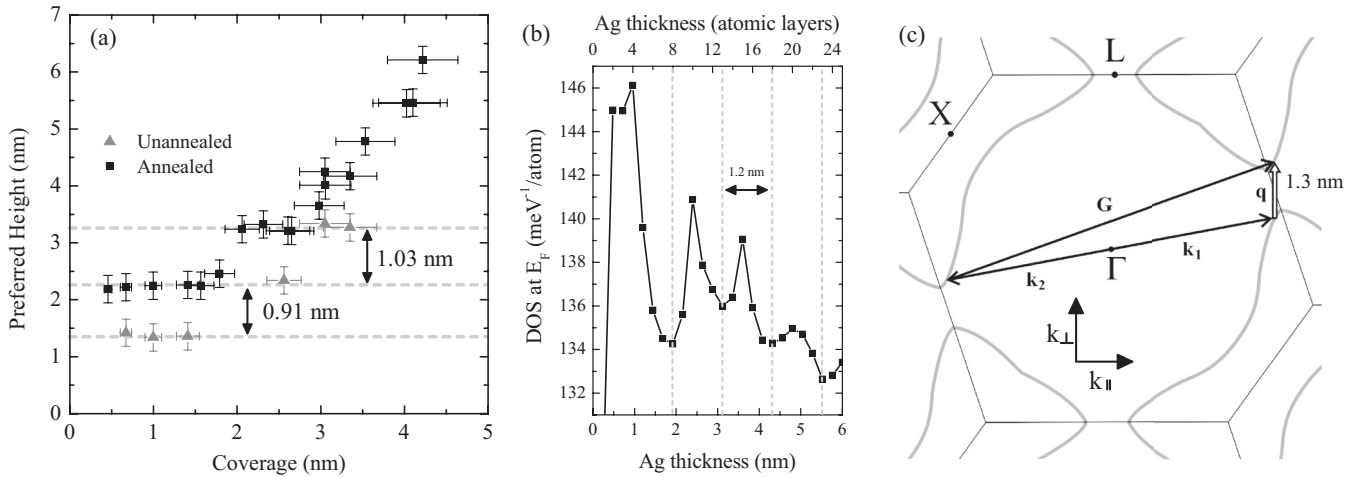 (a)
Preferred Height (nm)
7
6
5
4
3
2
1
0
Unannealed
Annealed
1.03 nm
0.91 nm
0 1 2 3 4 5
Coverage (nm)
(b)
Ag thickness (atomic layers)
0 4 8 12 16 20 24
DOS at E_F (meV⁻¹/atom)
146
144
142
140
138
136
134
132
1.2 nm
0 1 2 3 4 5 6
Ag thickness (nm)
(c)
L
X
G
q
1.3 nm
k₁
Γ
k₂
k⊥
k∥